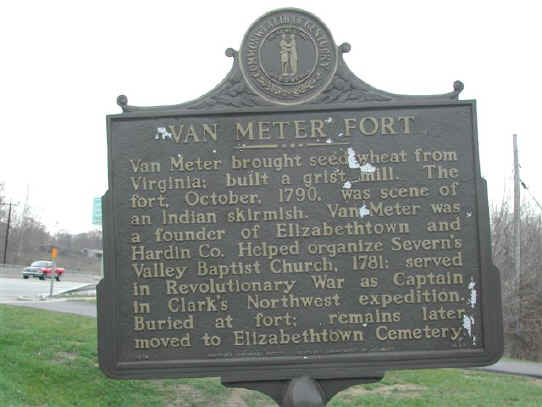 COMMONWEALTH OF KENTUCKY
VAN METER FORT
Van Meter brought seed wheat from
Virginia; built a grist mill. The
fort, October, 1790, was scene of
an Indian skirmish. Van Meter was
a founder of Elizabethtown and
Hardin Co. Helped organize Severn's
Valley Baptist Church, 1781; served
in Revolutionary War as Captain
in Clark's Northwest expedition.
Buried at fort; remains later
moved to Elizabethtown Cemetery.